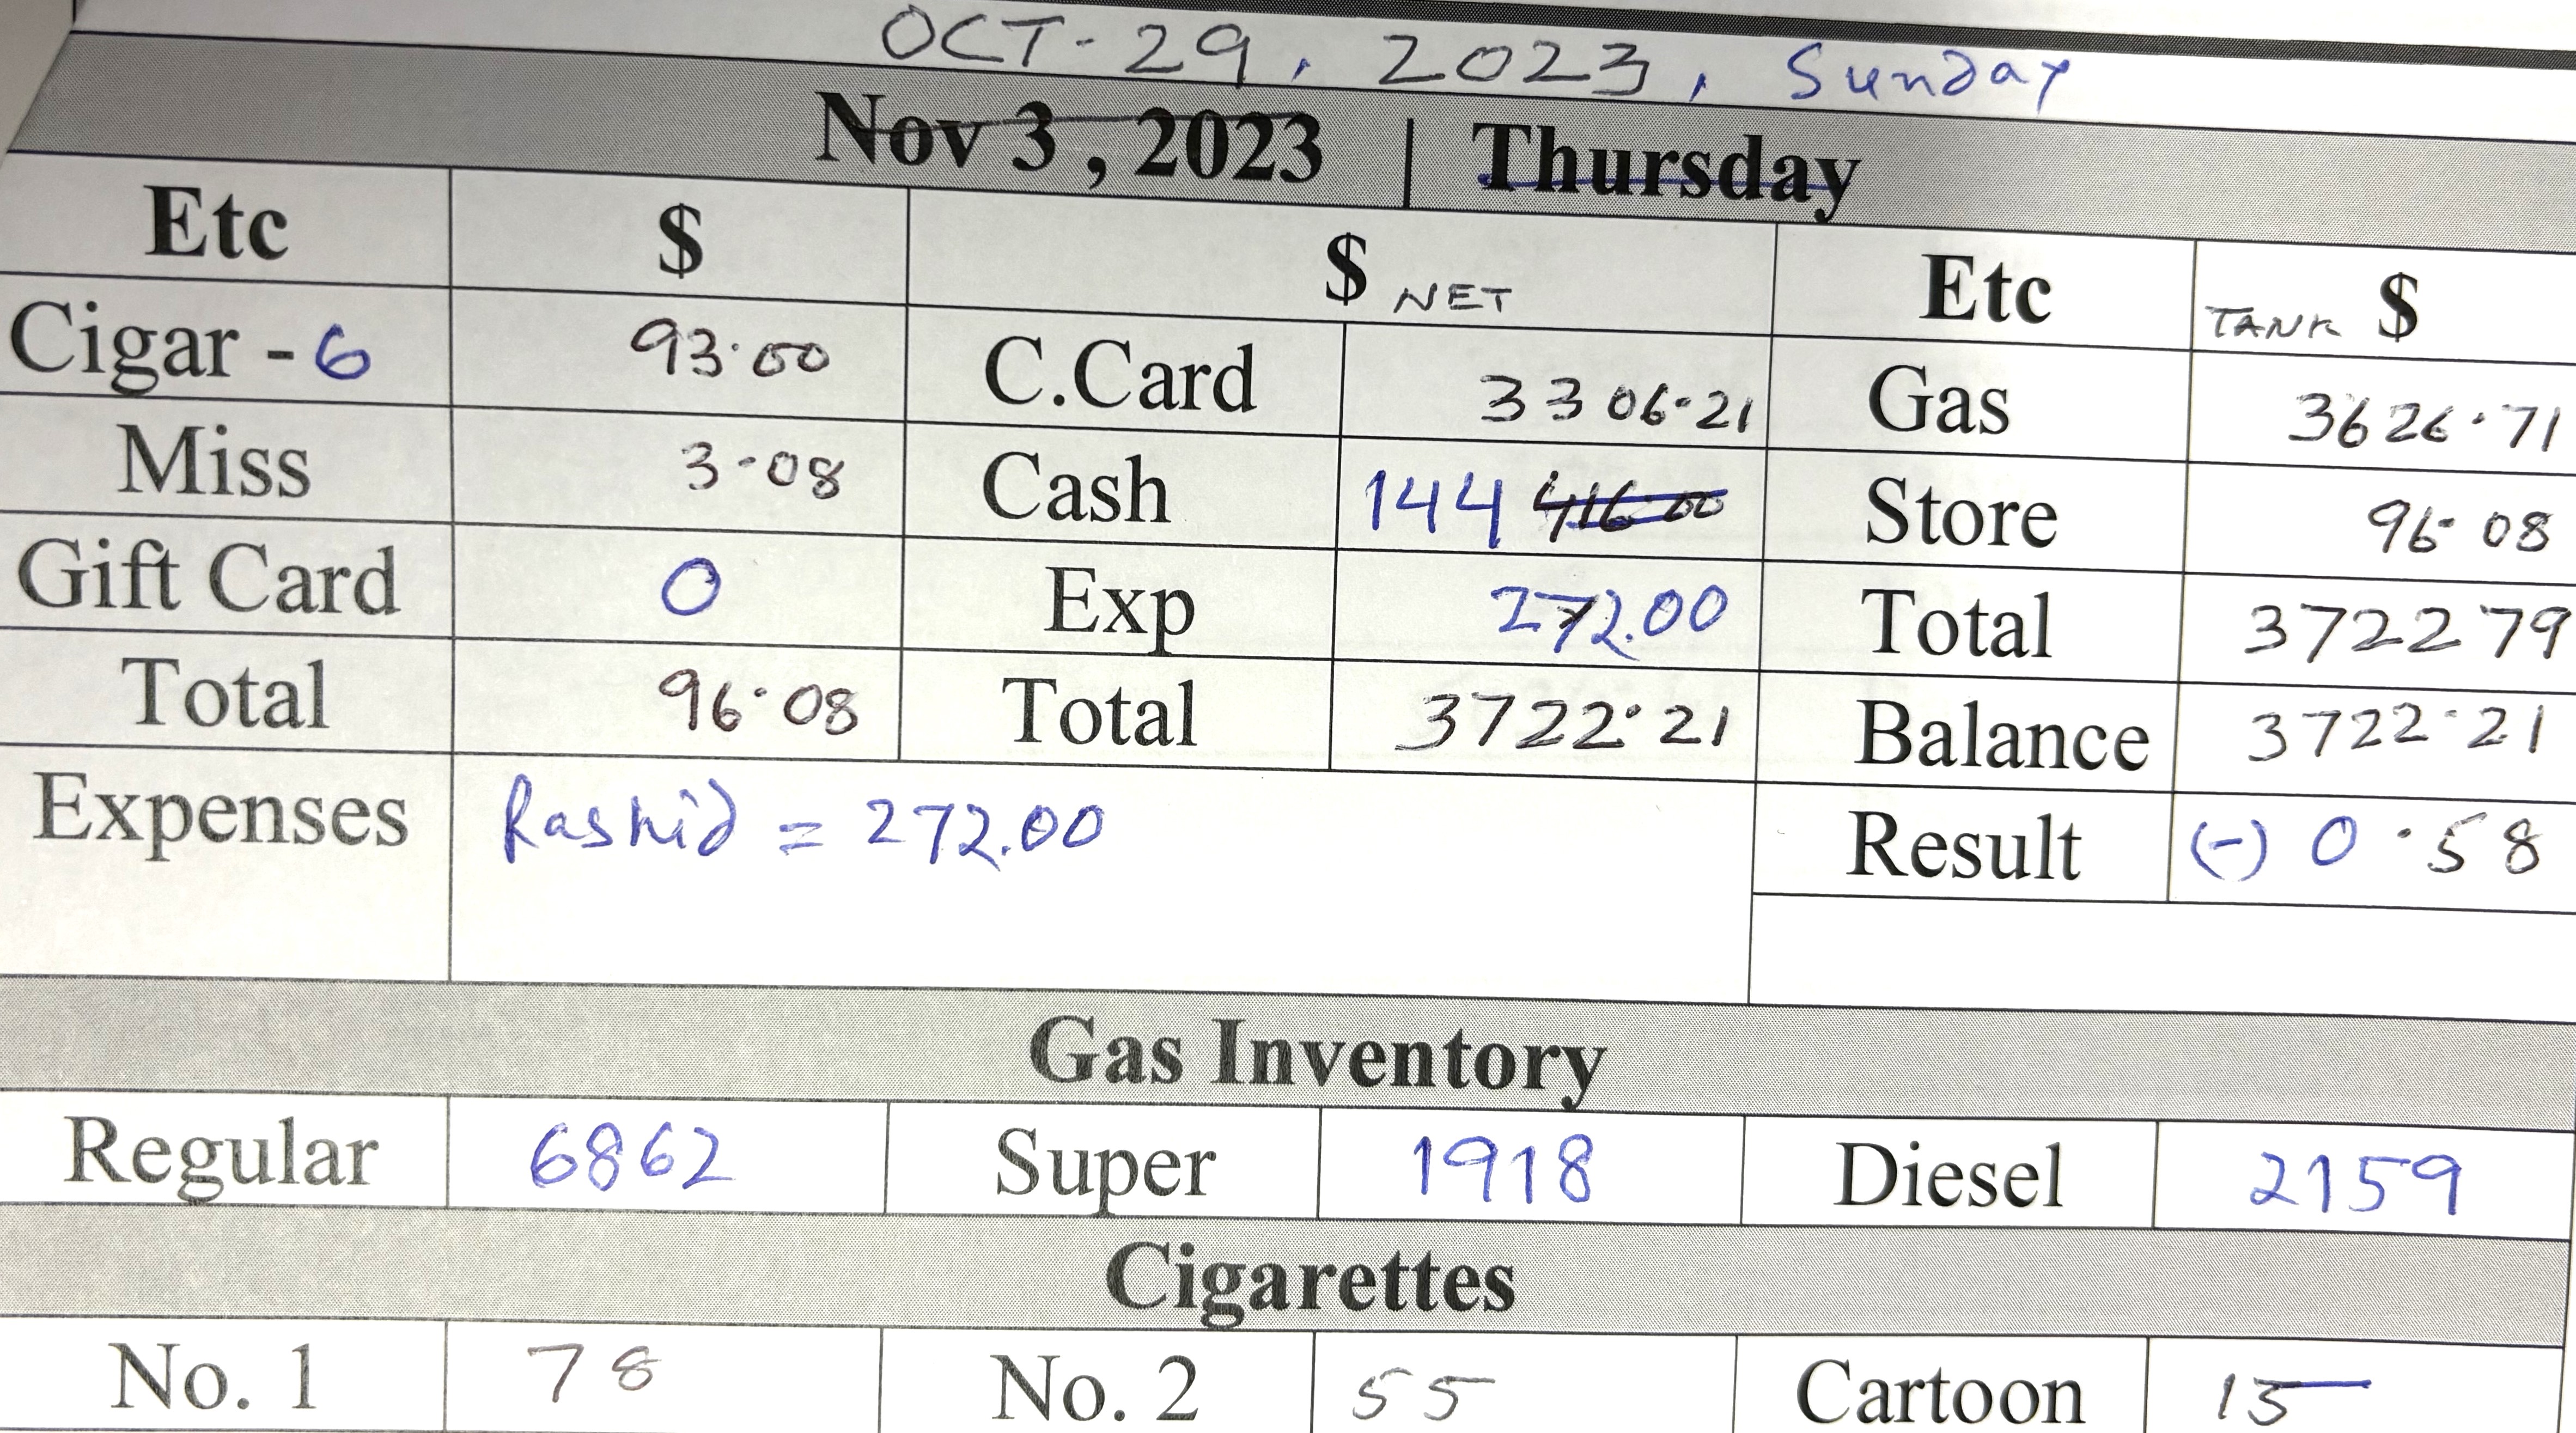 OCT-29, 2023, Sunday
Nov 3, 2023 | Thursday
Etc $ $ NET Etc TANK $
Cigar - 6 93.00 C.Card 3306.21 Gas 3626.71
Miss 3-08 Cash 144 416 00 Store 96-08
Gift Card 0 Exp 272.00 Total 3722 79
Total 96.08 Total 3722.21 Balance 3722-21
Expenses Rashid = 272.00 Result (-) 0.58
Gas Inventory
Regular 6862 Super 1918 Diesel 2159
Cigarettes
No. 1 78 No. 2 55 Cartoon 15